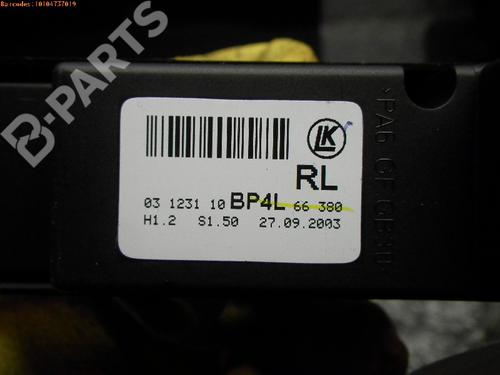 Barcodes:10104737019
B-PARTS
LK
RL
03 1231 10 BP4L 66 380
H1.2 S1.50 27.09.2003